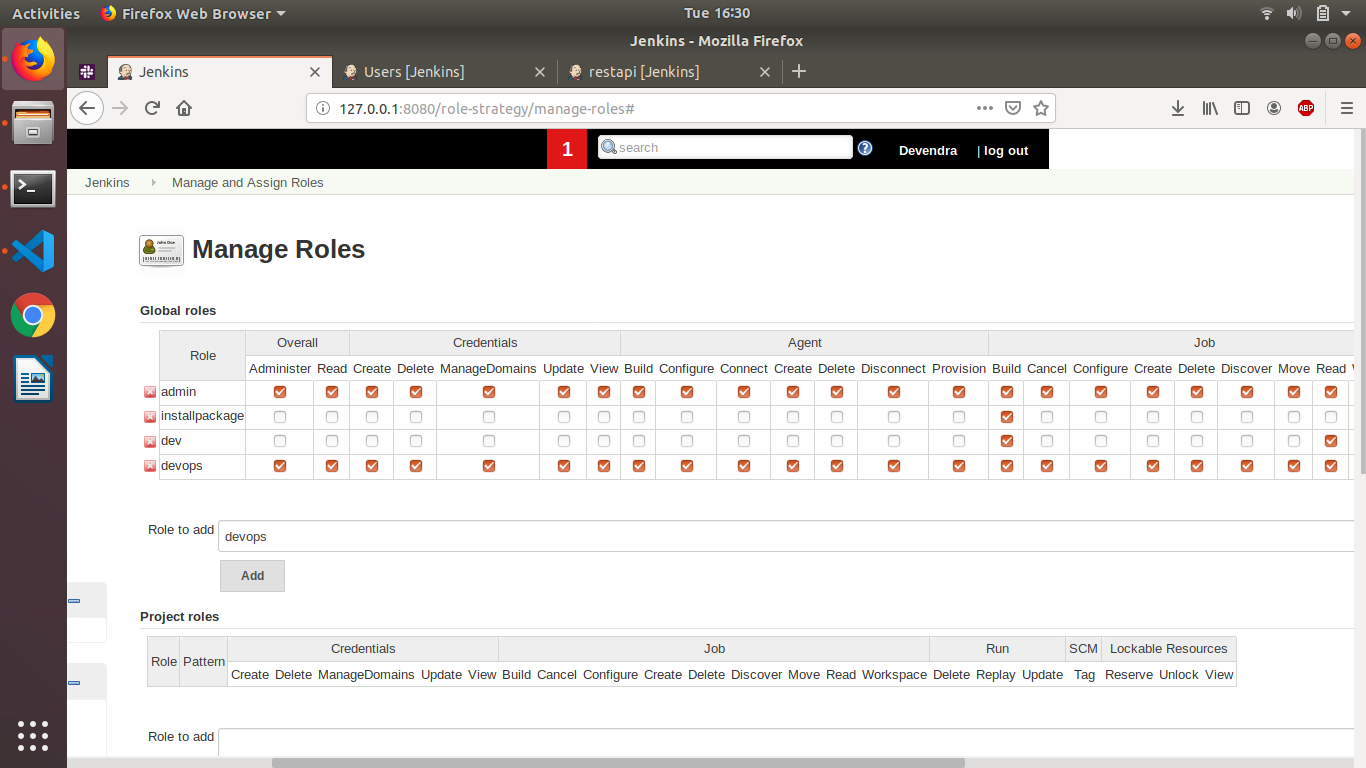 Activities Firefox Web Browser Tue 16:30
Jenkins - Mozilla Firefox
Jenkins Users [Jenkins] restapi [Jenkins]
127.0.0.1:8080/role-strategy/manage-roles# ABP
1 search Devendra | log out
Jenkins Manage and Assign Roles
Manage Roles
Global roles
Role Overall Credentials Agent Job
Administer Read Create Delete ManageDomains Update View Build Configure Connect Create Delete Disconnect Provision Build Cancel Configure Create Delete Discover Move Read
admin
installpackage
dev
devops
Role to add devops
Add
Project roles
Role Pattern Credentials Job Run SCM Lockable Resources
Create Delete ManageDomains Update View Build Cancel Configure Create Delete Discover Move Read Workspace Delete Replay Update Tag Reserve Unlock View
Role to add